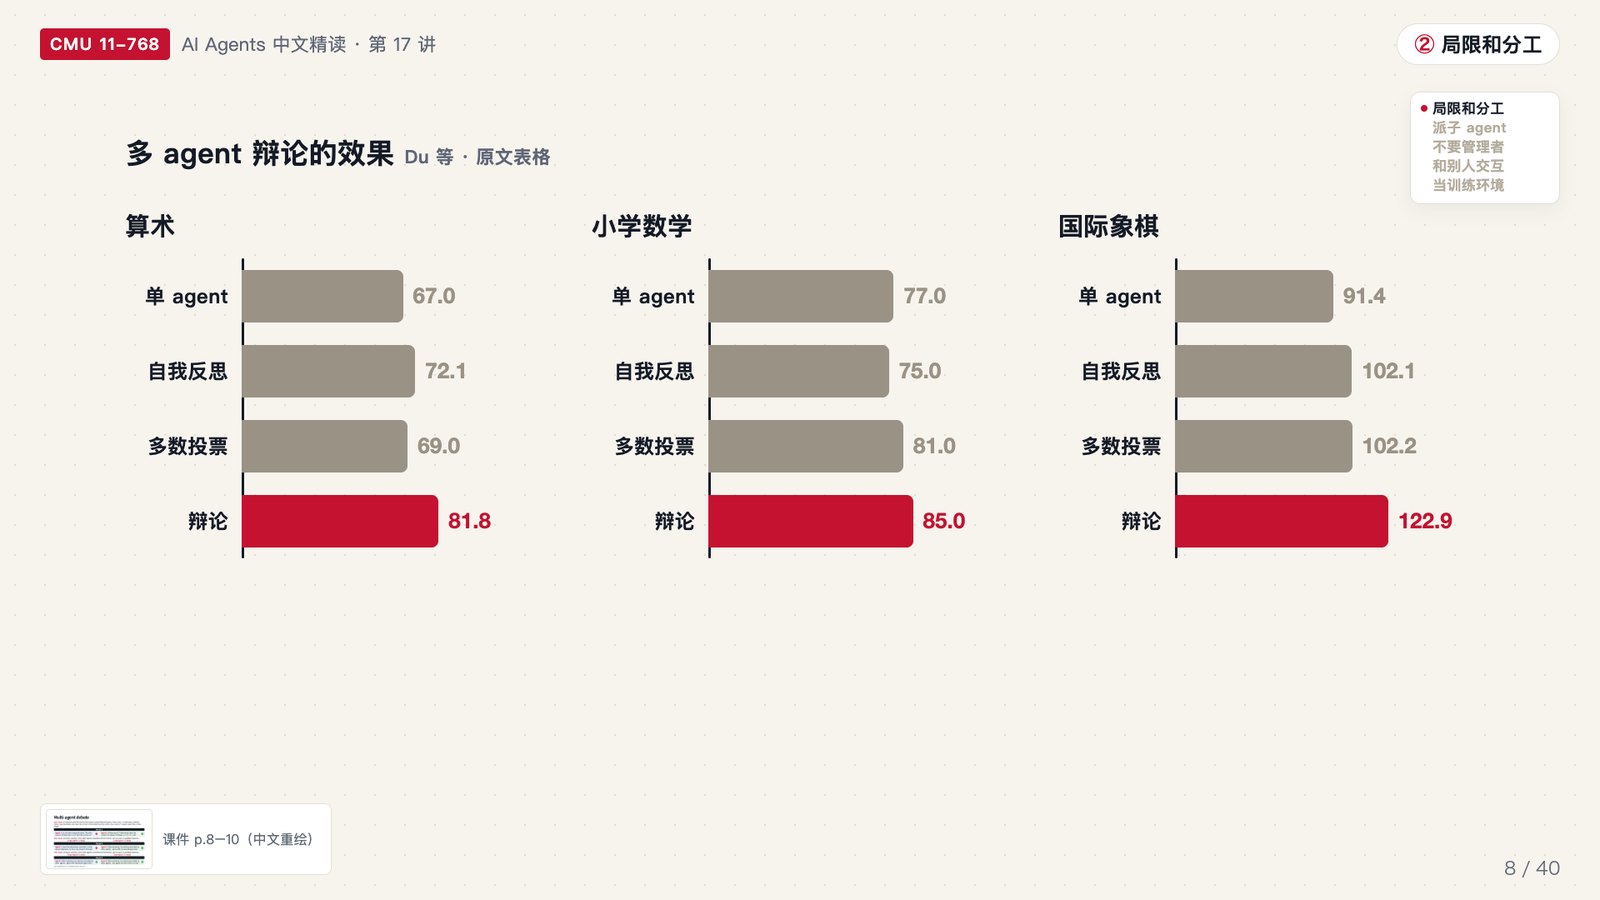 CMU 11-768 AI Agents 中文精读 · 第 17 讲
② 局限和分工
局限和分工
派子 agent
不要管理者
和别人交互
当训练环境
多 agent 辩论的效果 Du 等 · 原文表格
算术
单 agent 67.0
自我反思 72.1
多数投票 69.0
辩论 81.8
小学数学
单 agent 77.0
自我反思 75.0
多数投票 81.0
辩论 85.0
国际象棋
单 agent 91.4
自我反思 102.1
多数投票 102.2
辩论 122.9
Multi-agent debate
课件 p.8–10（中文重绘）
8 / 40